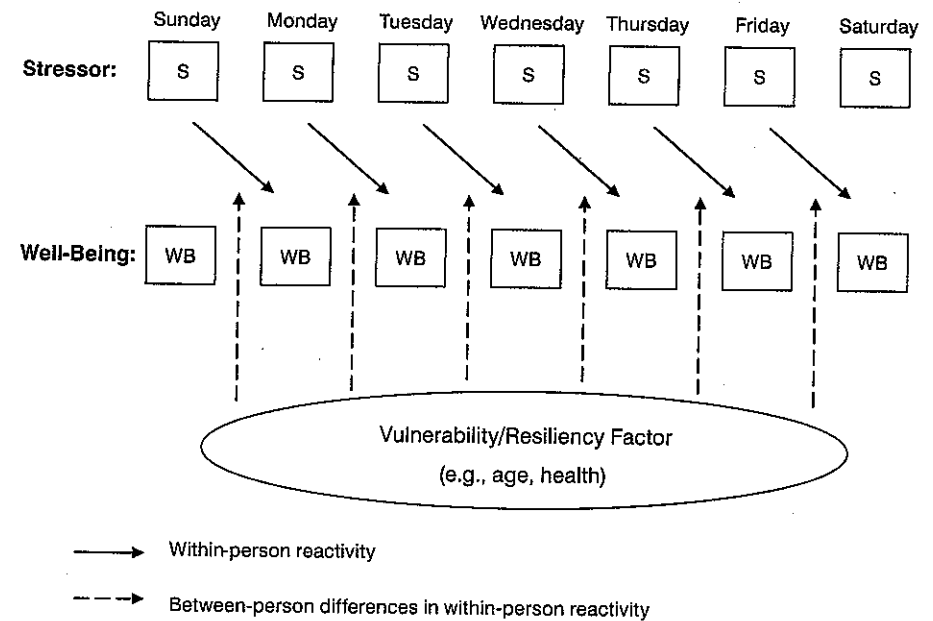 Sunday Monday Tuesday Wednesday Thursday Friday Saturday
Stressor: S S S S S S S
Well-Being: WB WB WB WB WB WB WB
Vulnerability/Resiliency Factor
(e.g., age, health)
Within-person reactivity
Between-person differences in within-person reactivity